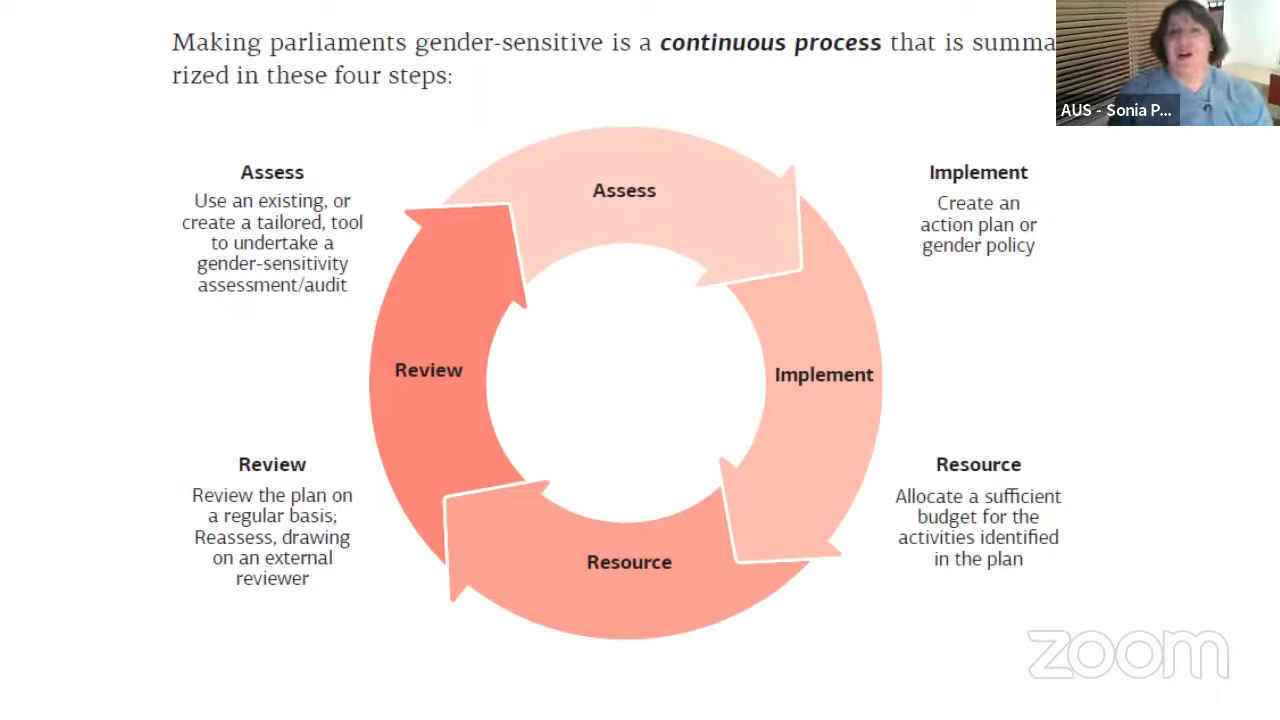 Making parliaments gender-sensitive is a continuous process that is summa-
rized in these four steps:
AUS - Sonia P...
Assess
Use an existing, or
create a tailored, tool
to undertake a
gender-sensitivity
assessment/audit
Assess
Implement
Create an
action plan or
gender policy
Review
Implement
Review
Review the plan on
a regular basis;
Reassess, drawing
on an external
reviewer
Resource
Resource
Allocate a sufficient
budget for the
activities identified
in the plan
zoom